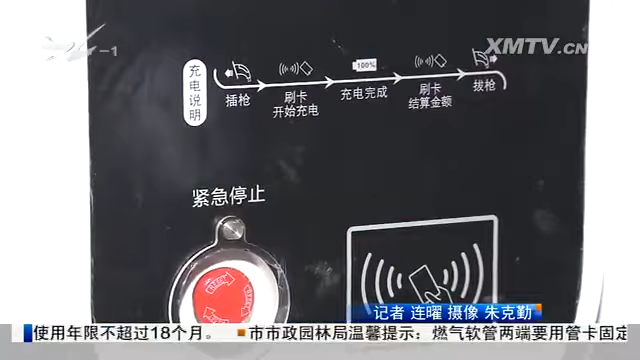 XMTV.CN
-1
充电说明
100%
插枪
刷卡
开始充电
充电完成
刷卡
结算金额
拔枪
紧急停止
记者 连曜 摄像 朱克勤
使用年限不超过18个月。 市市政园林局温馨提示:燃气软管两端要用管卡固定